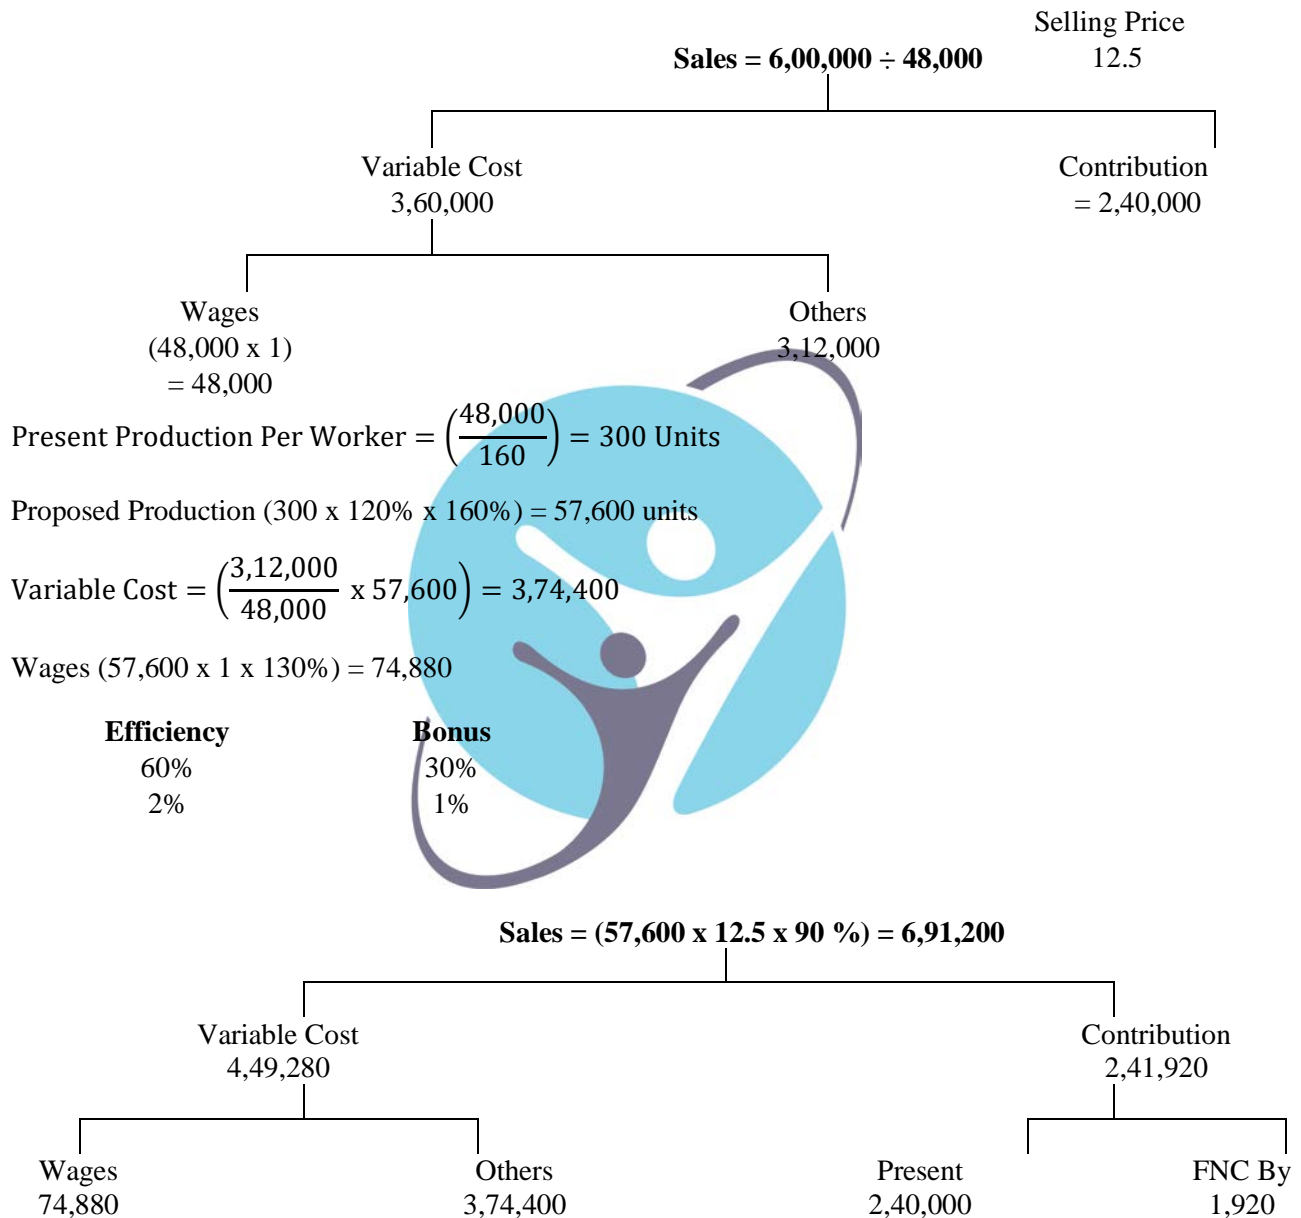 Selling Price
Sales = 6,00,000 ÷ 48,000 12.5
Variable Cost Contribution
3,60,000 = 2,40,000
Wages Others
(48,000 x 1) 3,12,000
= 48,000
Present Production Per Worker = (48,000/160) = 300 Units
Proposed Production (300 x 120% x 160%) = 57,600 units
Variable Cost = (3,12,000/48,000 x 57,600) = 3,74,400
Wages (57,600 x 1 x 130%) = 74,880
Efficiency Bonus
60% 30%
2% 1%
Sales = (57,600 x 12.5 x 90 %) = 6,91,200
Variable Cost Contribution
4,49,280 2,41,920
Wages Others Present FNC By
74,880 3,74,400 2,40,000 1,920